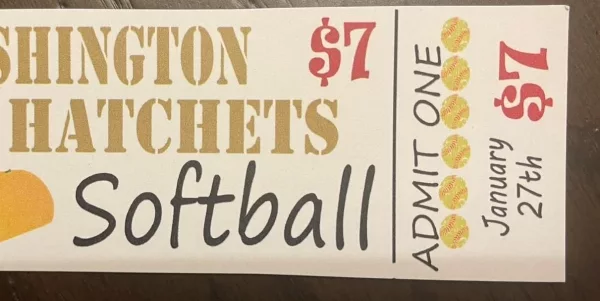 SHINGTON
HATCHETS
Softball
$7
ADMIT ONE
$7
January
27th